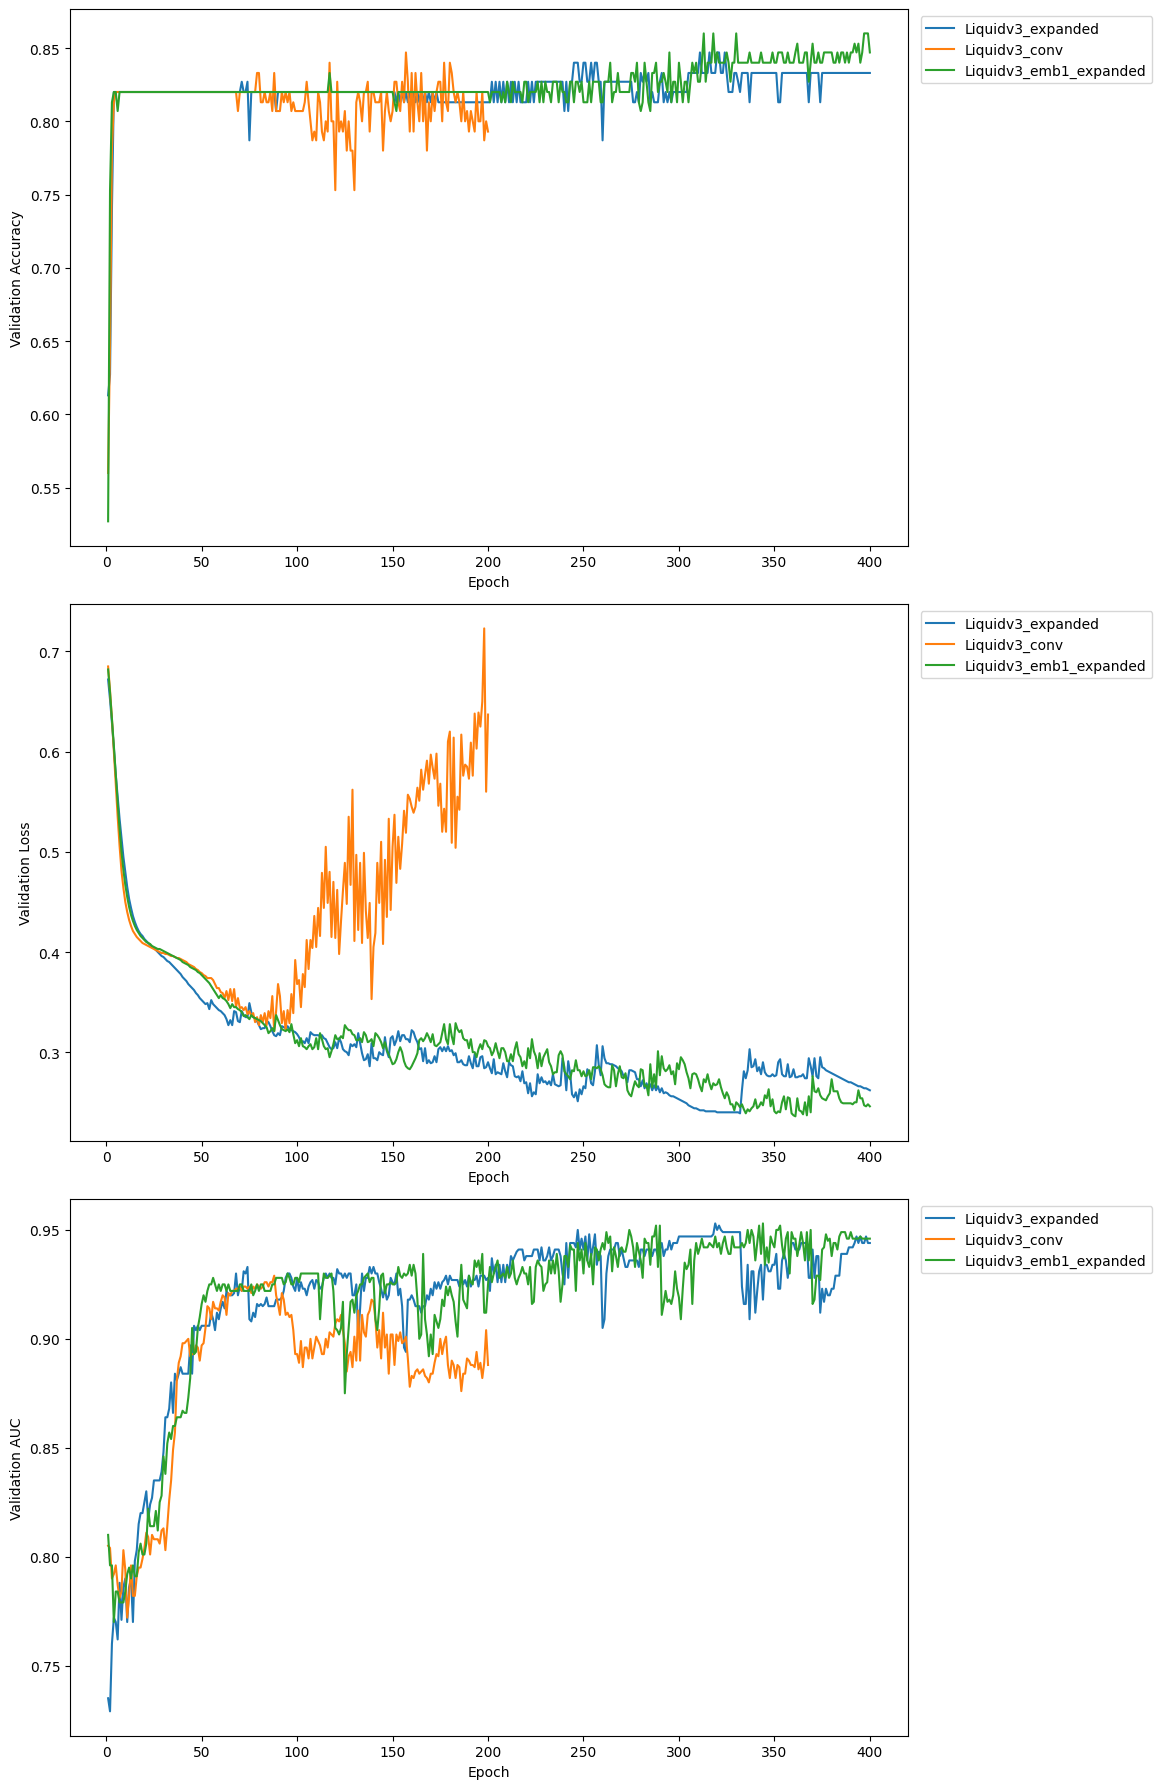 0.85
0.80
0.75
0.70
0.65
0.60
0.55
Validation Accuracy
0 50 100 150 200 250 300 350 400
Epoch
Liquidv3_expanded
Liquidv3_conv
Liquidv3_emb1_expanded
0.7
0.6
0.5
0.4
0.3
Validation Loss
0 50 100 150 200 250 300 350 400
Epoch
Liquidv3_expanded
Liquidv3_conv
Liquidv3_emb1_expanded
0.95
0.90
0.85
0.80
0.75
Validation AUC
0 50 100 150 200 250 300 350 400
Epoch
Liquidv3_expanded
Liquidv3_conv
Liquidv3_emb1_expanded